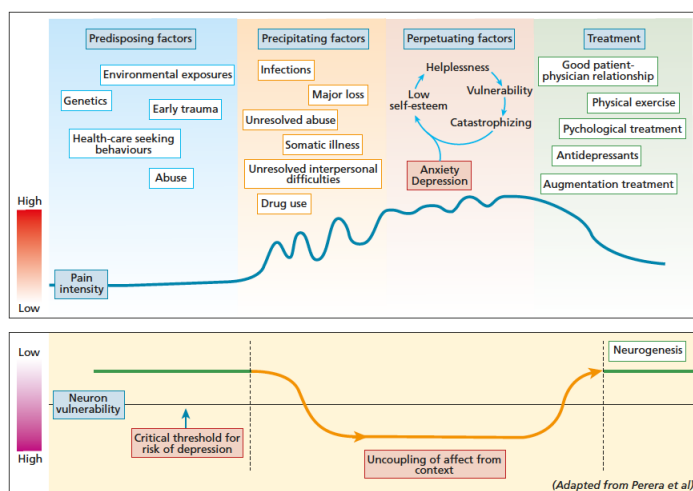 Predisposing factors
Environmental exposures
Genetics
Early trauma
Health-care seeking
behaviours
Abuse
Precipitating factors
Infections
Major loss
Unresolved abuse
Somatic illness
Unresolved interpersonal
difficulties
Drug use
Perpetuating factors
Helplessness
Vulnerability
Low
self-esteem
Catastrophizing
Anxiety
Depression
Treatment
Good patient-
physician relationship
Physical exercise
Pychological treatment
Antidepressants
Augmentation treatment
High
Low
Pain
intensity
Low
High
Neuron
vulnerability
Critical threshold for
risk of depression
Uncoupling of affect from
context
Neurogenesis
(Adapted from Perera et al)